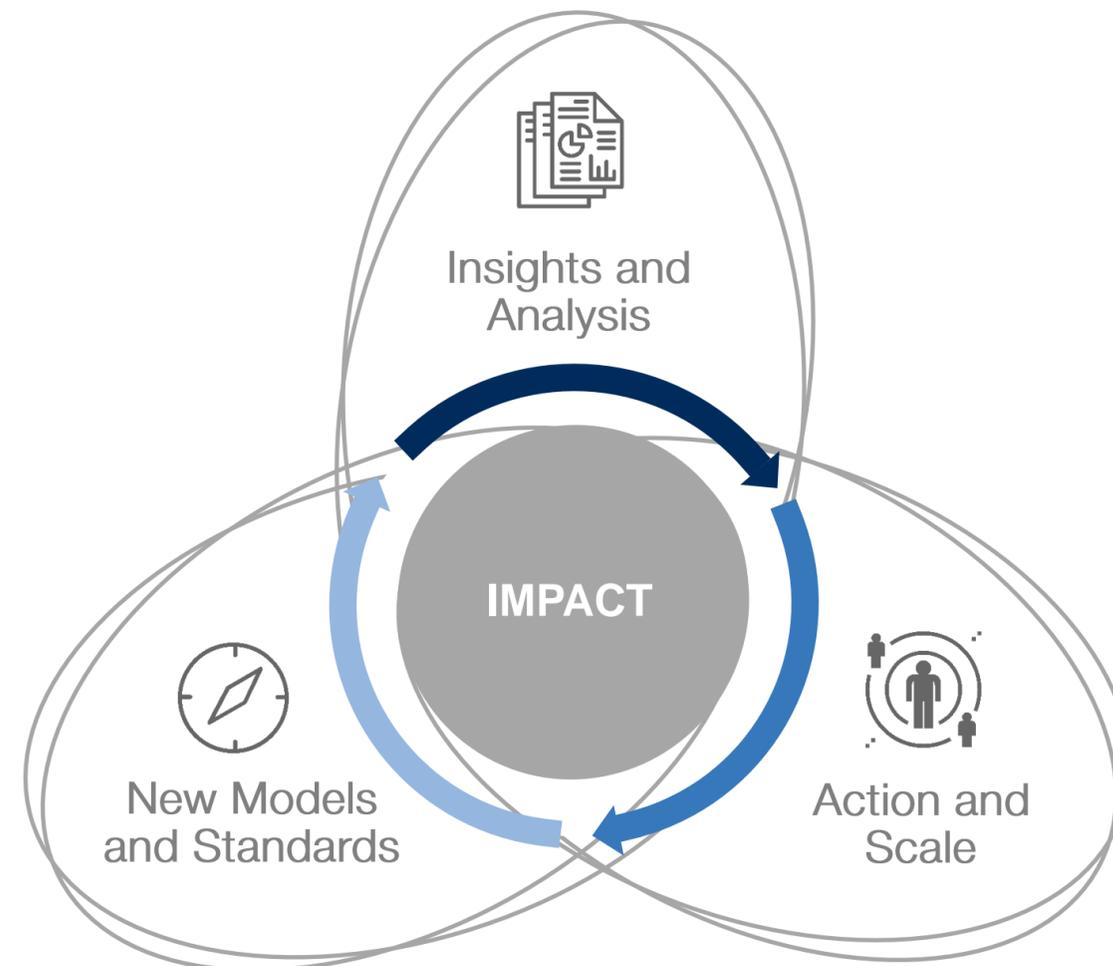 Insights and
Analysis
IMPACT
New Models
and Standards
Action and
Scale